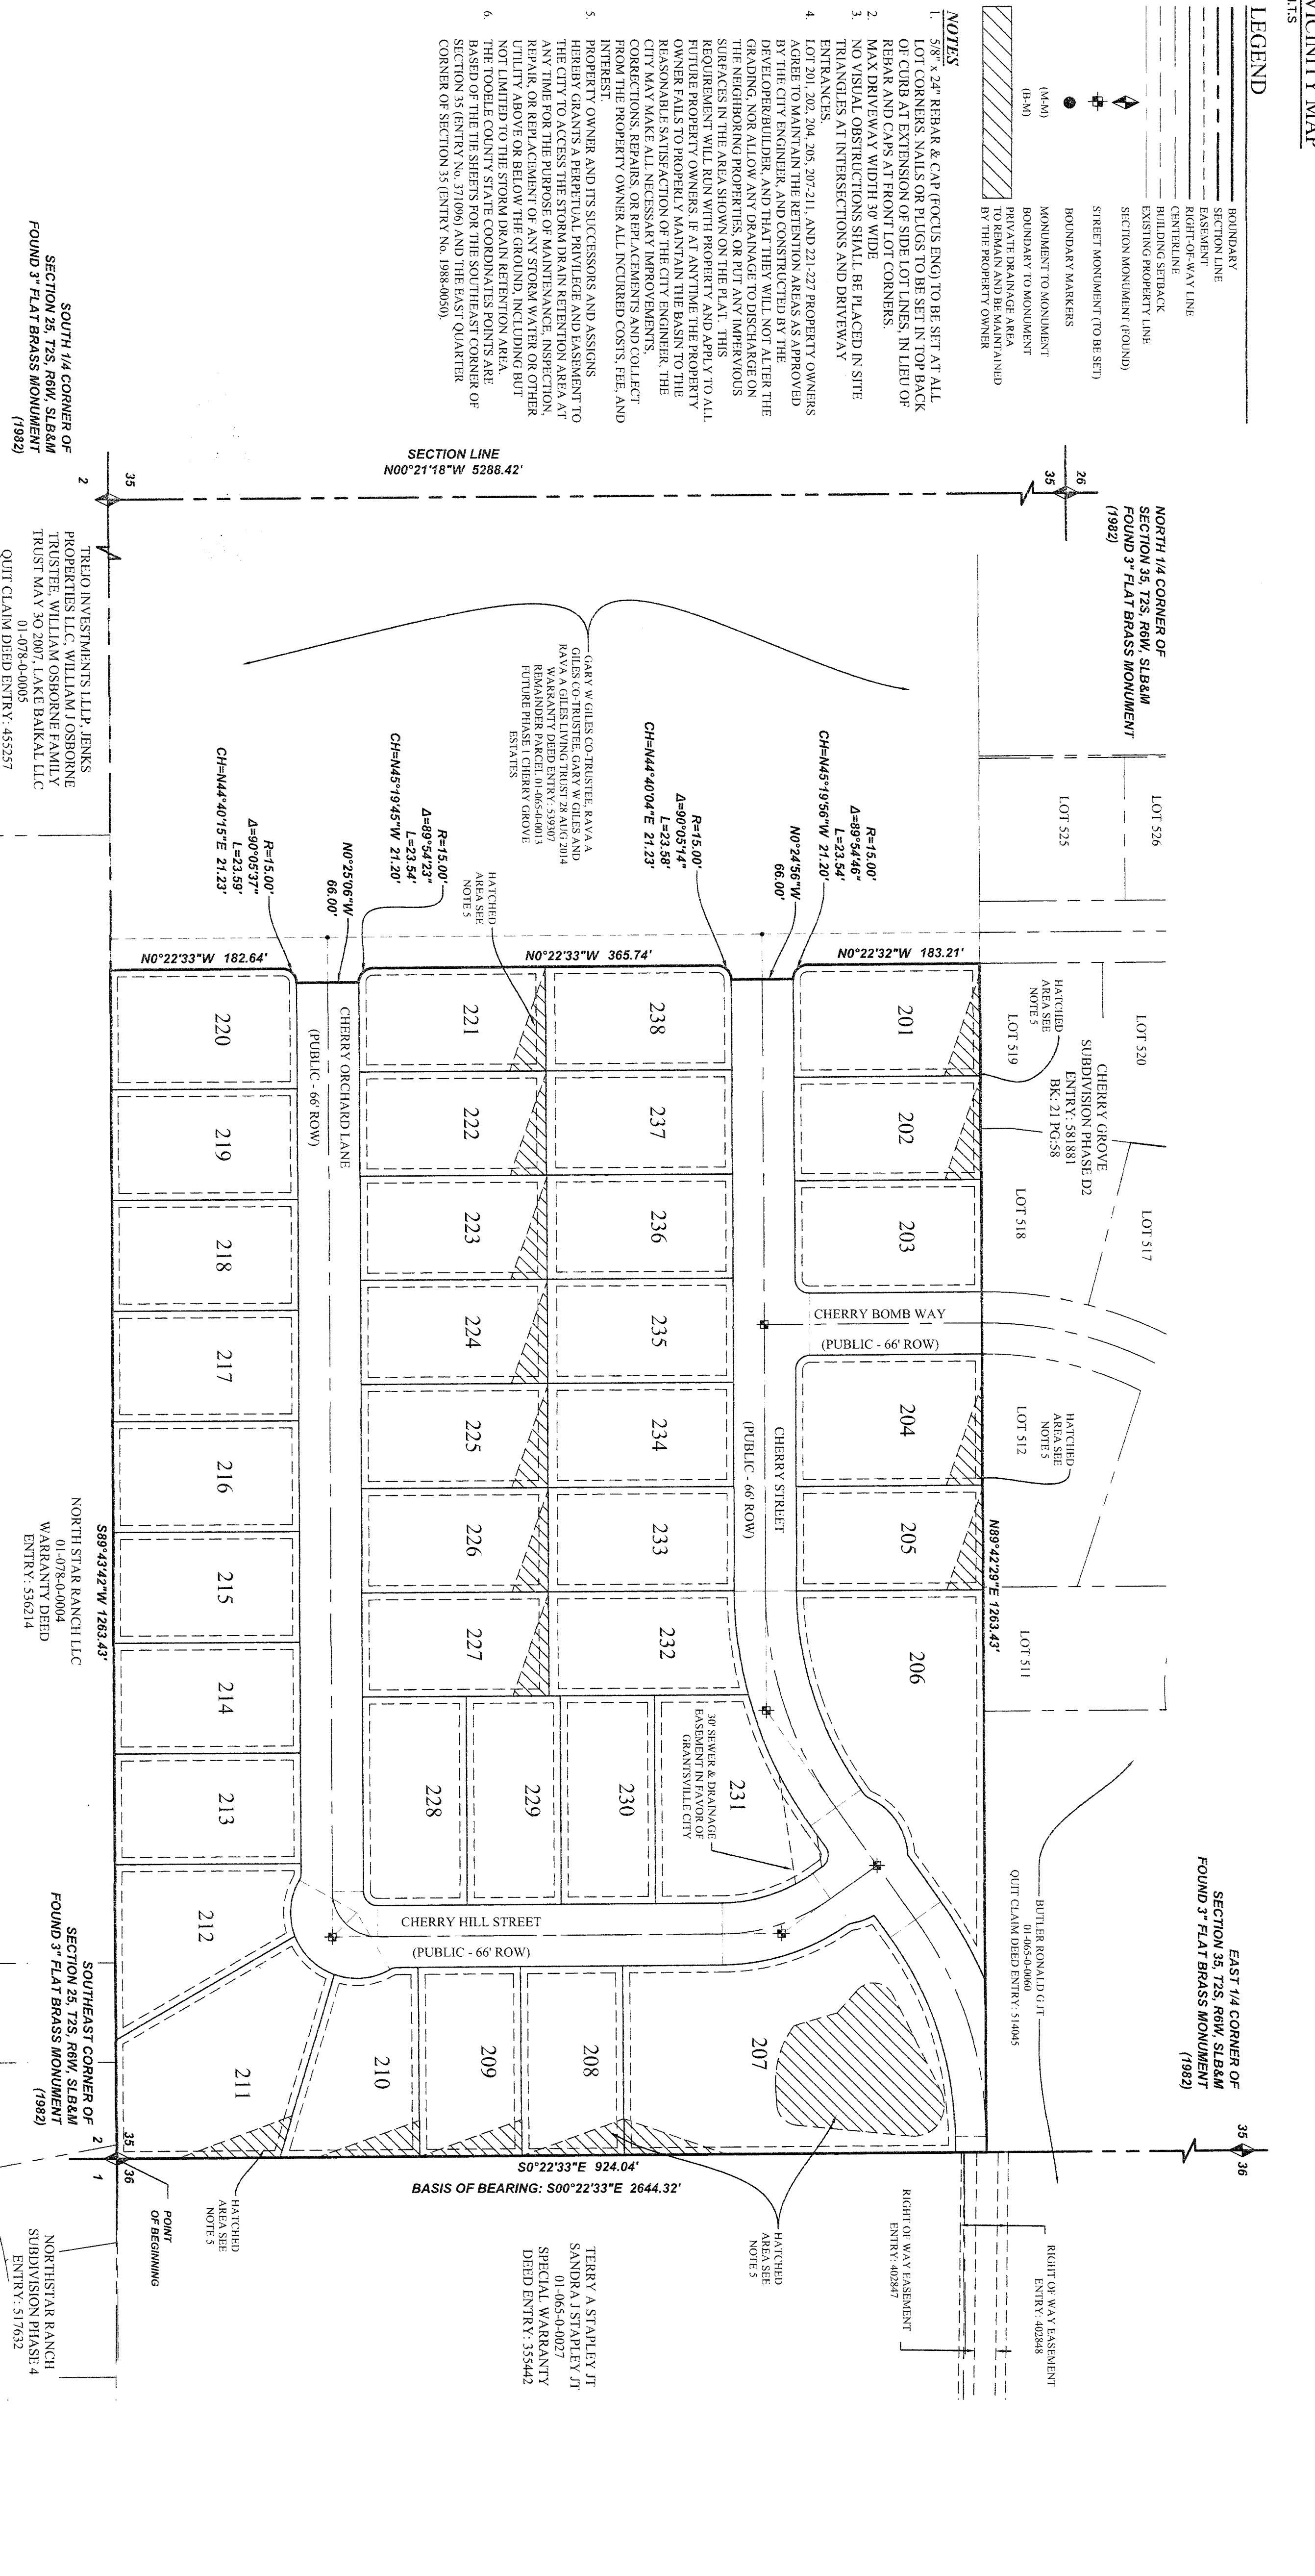 VICINITY MAP
N.T.S
LEGEND
BOUNDARY
SECTION LINE
EASEMENT
RIGHT-OF-WAY LINE
CENTERLINE
BUILDING SETBACK
EXISTING PROPERTY LINE
SECTION MONUMENT (FOUND)
STREET MONUMENT (TO BE SET)
BOUNDARY MARKERS
(M-M)
MONUMENT TO MONUMENT
(B-M)
BOUNDARY TO MONUMENT
PRIVATE DRAINAGE AREA
TO REMAIN AND BE MAINTAINED
BY THE PROPERTY OWNER
NOTES
1. 5/8" x 24" REBAR & CAP (FOCUS ENG) TO BE SET AT ALL
LOT CORNERS. NAILS OR PLUGS TO BE SET IN TOP BACK
OF CURB AT EXTENSION OF SIDE LOT LINES, IN LIEU OF
REBAR AND CAPS AT FRONT LOT CORNERS.
2. MAX DRIVEWAY WIDTH 30' WIDE
3. NO VISUAL OBSTRUCTIONS SHALL BE PLACED IN SITE
TRIANGLES AT INTERSECTIONS AND DRIVEWAY
ENTRANCES.
4. LOT 201, 202, 204, 205, 207-211, AND 221-227 PROPERTY OWNERS
AGREE TO MAINTAIN THE RETENTION AREAS AS APPROVED
BY THE CITY ENGINEER, AND CONSTRUCTED BY THE
DEVELOPER/BUILDER, AND THAT THEY WILL NOT ALTER THE
GRADING, NOR ALLOW ANY DRAINAGE TO DISCHARGE ON
THE NEIGHBORING PROPERTIES, OR PUT ANY IMPERVIOUS
SURFACES IN THE AREA SHOWN ON THE PLAT. THIS
REQUIREMENT WILL RUN WITH PROPERTY AND APPLY TO ALL
FUTURE PROPERTY OWNERS. IF AT ANYTIME THE PROPERTY
OWNER FAILS TO PROPERLY MAINTAIN THE BASIN TO THE
REASONABLE SATISFACTION OF THE CITY ENGINEER, THE
CITY MAY MAKE ALL NECESSARY IMPROVEMENTS,
CORRECTIONS, REPAIRS, OR REPLACEMENTS AND COLLECT
FROM THE PROPERTY OWNER ALL INCURRED COSTS, FEE, AND
INTEREST.
5. PROPERTY OWNER AND ITS SUCCESSORS AND ASSIGNS
HEREBY GRANTS A PERPETUAL PRIVILEGE AND EASEMENT TO
THE CITY TO ACCESS THE STORM DRAIN RETENTION AREA AT
ANY TIME FOR THE PURPOSE OF MAINTENANCE, INSPECTION,
REPAIR, OR REPLACEMENT OF ANY STORM WATER OR OTHER
UTILITY ABOVE OR BELOW THE GROUND, INCLUDING BUT
NOT LIMITED TO THE STORM DRAIN RETENTION AREA.
6. THE TOOELE COUNTY STATE COORDINATES POINTS ARE
BASED OF THE TIE SHEETS FOR THE SOUTHEAST CORNER OF
SECTION 35 (ENTRY No. 371096) AND THE EAST QUARTER
CORNER OF SECTION 35 (ENTRY No. 1988-0050).
NORTH 1/4 CORNER OF
SECTION 35, T2S, R6W, SLB&M
FOUND 3" FLAT BRASS MONUMENT
(1982)
26
35
SECTION LINE
N00°21'18"W 5288.42'
SOUTH 1/4 CORNER OF
SECTION 25, T2S, R6W, SLB&M
FOUND 3" FLAT BRASS MONUMENT
(1982)
35
2
TREJO INVESTMENTS LLLP, JENKS
PROPERTIES LLC, WILLIAM J OSBORNE
TRUSTEE, WILLIAM OSBORNE FAMILY
TRUST MAY 30 2007, LAKE BAIKAL LLC
01-078-0-0005
QUIT CLAIM DEED ENTRY: 455257
GARY W GILES CO-TRUSTEE, RAVA A
GILES CO-TRUSTEE, GARY W GILES AND
RAVA A GILES LIVING TRUST 28 AUG 2014
WARRANTY DEED ENTRY: 539307
REMAINDER PARCEL 01-065-0-0013
FUTURE PHASE 1 CHERRY GROVE
ESTATES
R=15.00'
Δ=89°54'46"
L=23.54'
CH=N45°19'56"W 21.20'
N0°24'56"W
66.00'
R=15.00'
Δ=90°05'14"
L=23.58'
CH=N44°40'04"E 21.23'
R=15.00'
Δ=89°54'23"
L=23.54'
CH=N45°19'45"W 21.20'
N0°25'06"W
66.00'
R=15.00'
Δ=90°05'37"
L=23.59'
CH=N44°40'15"E 21.23'
HATCHED
AREA SEE
NOTE 5
N0°22'33"W 182.64'
N0°22'33"W 365.74'
N0°22'32"W 183.21'
LOT 526
LOT 525
LOT 520
LOT 519
HATCHED
AREA SEE
NOTE 5
CHERRY GROVE
SUBDIVISION PHASE D2
ENTRY: 581881
BK: 21 PG:58
LOT 518
LOT 517
HATCHED
AREA SEE
NOTE 5
LOT 512
LOT 511
N89°42'29"E 1263.43'
201
202
203
204
205
206
CHERRY BOMB WAY
(PUBLIC - 66' ROW)
CHERRY STREET
(PUBLIC - 66' ROW)
238
237
236
235
234
233
232
231
30' SEWER & DRAINAGE
EASEMENT IN FAVOR OF
GRANTSVILLE CITY
230
229
228
221
222
223
224
225
226
227
CHERRY ORCHARD LANE
(PUBLIC - 66' ROW)
220
219
218
217
216
215
214
213
212
211
210
209
208
207
CHERRY HILL STREET
(PUBLIC - 66' ROW)
S89°43'42"W 1263.43'
NORTH STAR RANCH LLC
01-078-0-0004
WARRANTY DEED
ENTRY: 536214
BUTLER RONALD G JT
01-065-0-0060
QUIT CLAIM DEED ENTRY: 514045
EAST 1/4 CORNER OF
SECTION 35, T2S, R6W, SLB&M
FOUND 3" FLAT BRASS MONUMENT
(1982)
35
36
S0°22'33"E 924.04'
BASIS OF BEARING: S00°22'33"E 2644.32'
RIGHT OF WAY EASEMENT
ENTRY: 402848
RIGHT OF WAY EASEMENT
ENTRY: 402847
HATCHED
AREA SEE
NOTE 5
TERRY A STAPLEY JT
SANDRA J STAPLEY JT
01-065-0-0027
SPECIAL WARRANTY
DEED ENTRY: 355442
HATCHED
AREA SEE
NOTE 5
POINT
OF BEGINNING
SOUTHEAST CORNER OF
SECTION 25, T2S, R6W, SLB&M
FOUND 3" FLAT BRASS MONUMENT
(1982)
35
36
2
1
NORTHSTAR RANCH
SUBDIVISION PHASE 4
ENTRY: 517632